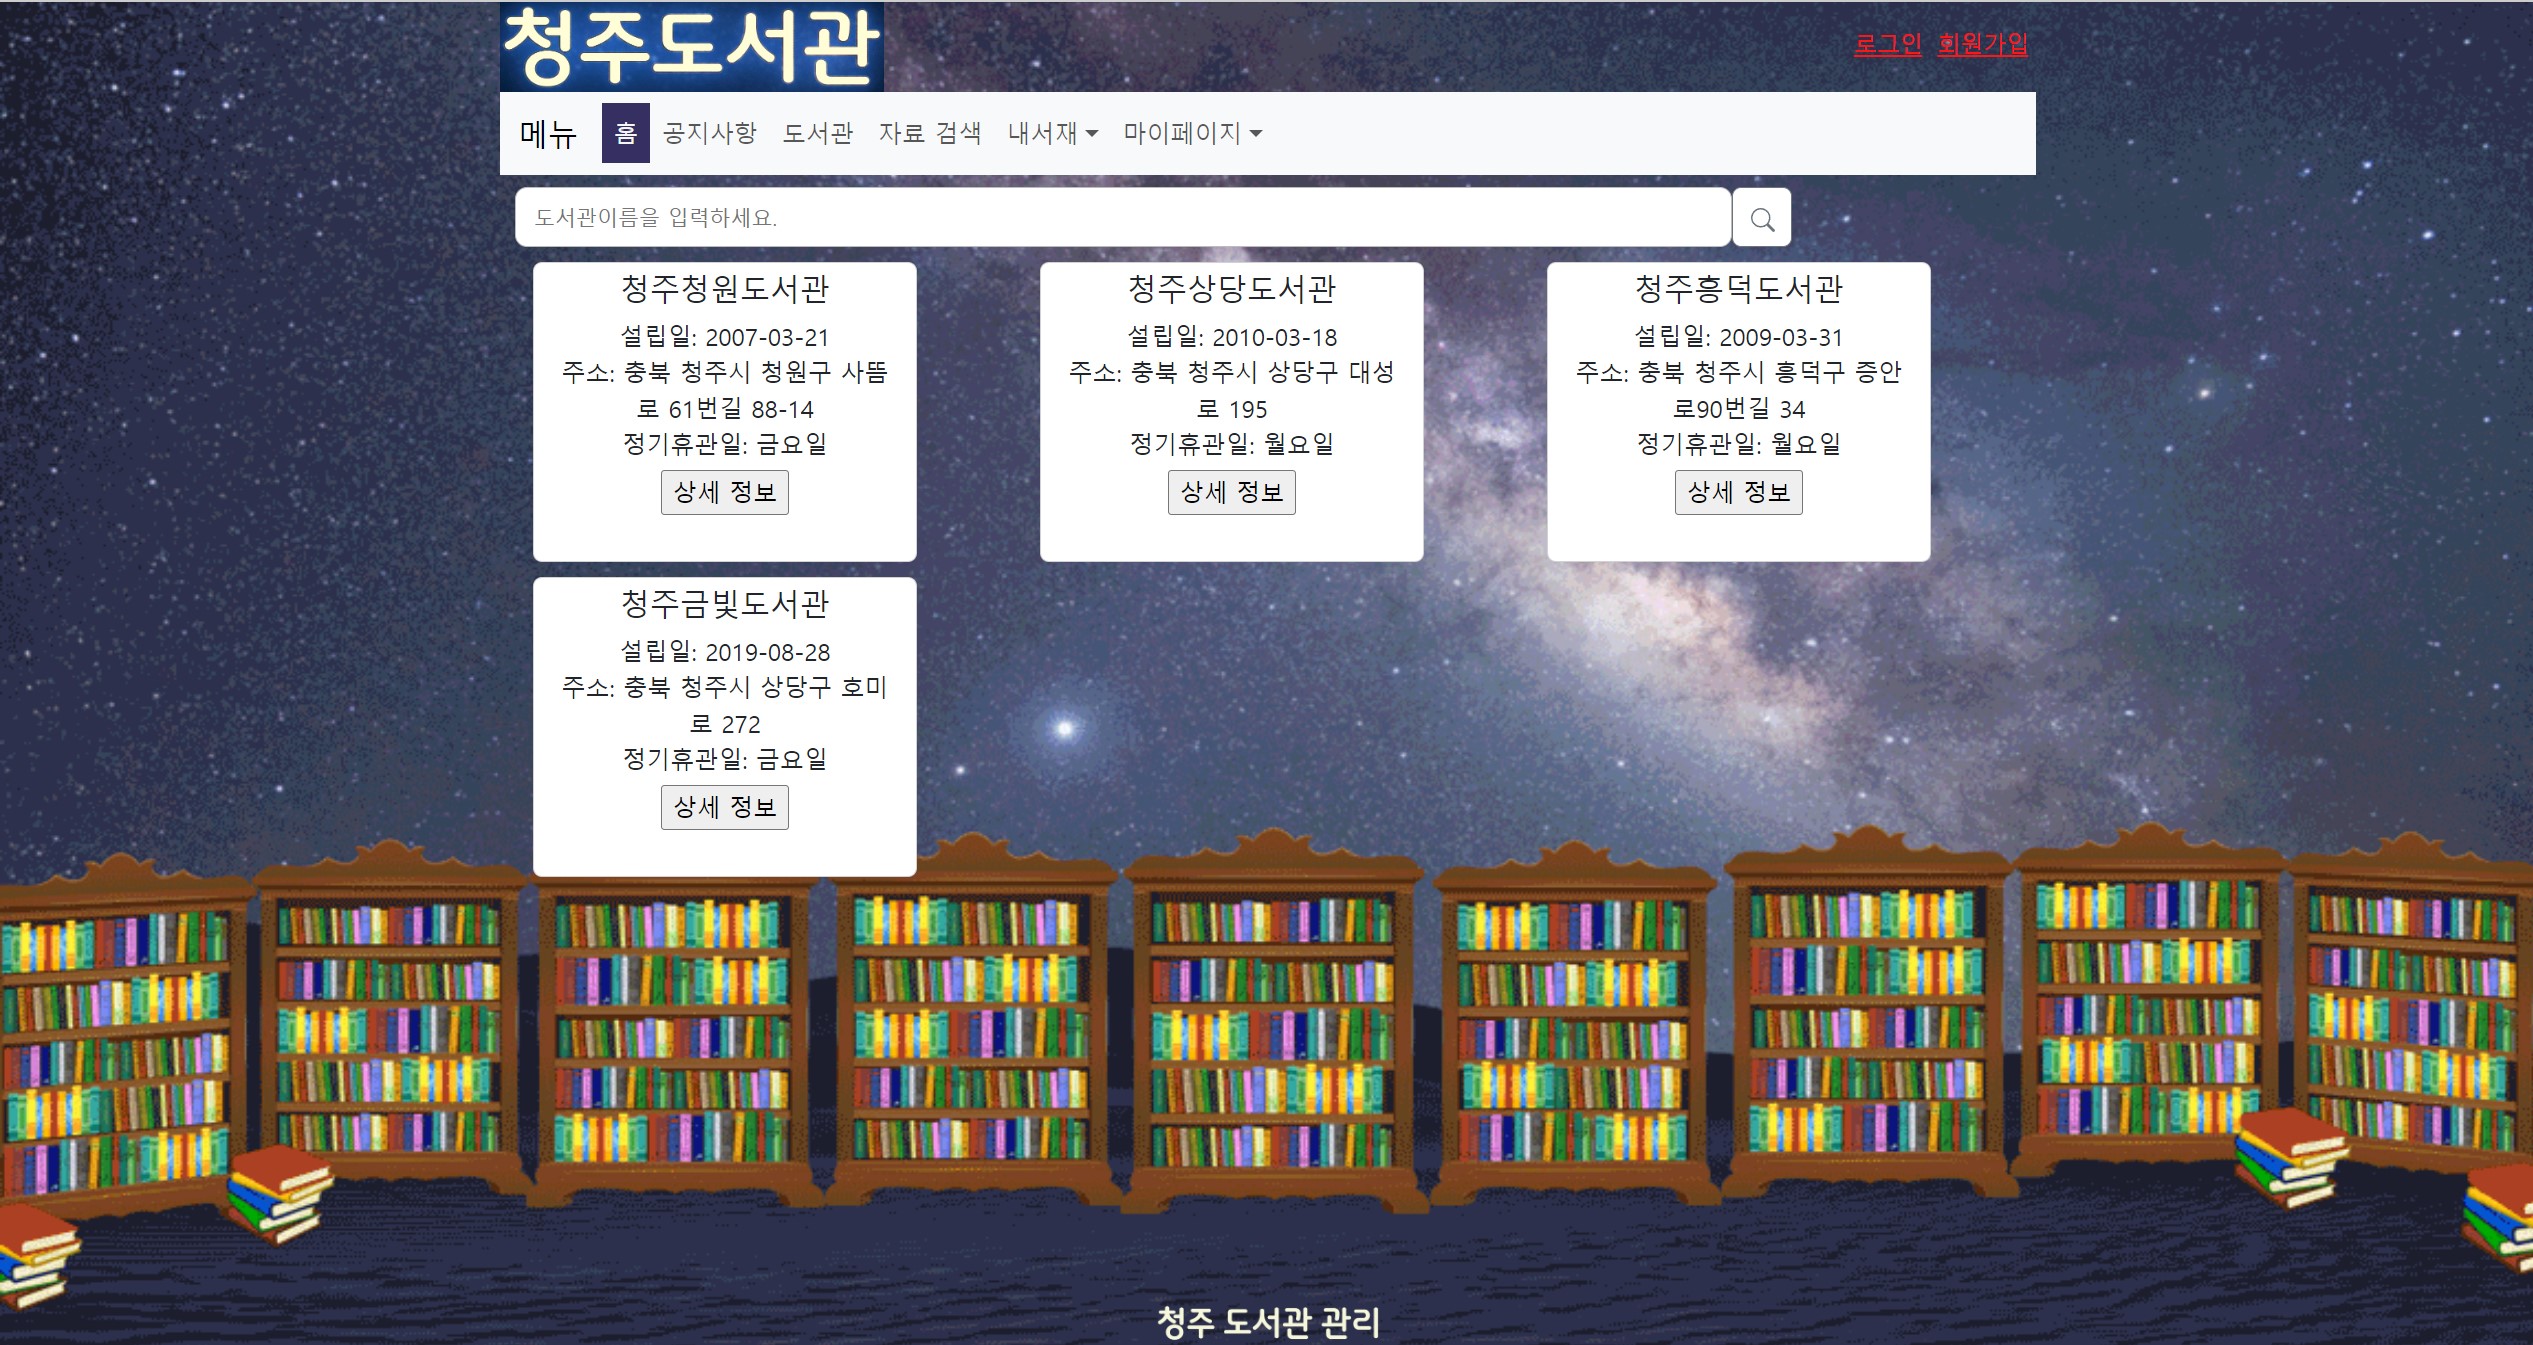 청주도서관
로그인 회원가입
메뉴 홈 공지사항 도서관 자료 검색 내서재 마이페이지
도서관이름을 입력하세요.
청주청원도서관
설립일: 2007-03-21
주소: 충북 청주시 청원구 사뜸
로 61번길 88-14
정기휴관일: 금요일
상세 정보
청주상당도서관
설립일: 2010-03-18
주소: 충북 청주시 상당구 대성
로 195
정기휴관일: 월요일
상세 정보
청주흥덕도서관
설립일: 2009-03-31
주소: 충북 청주시 흥덕구 증안
로90번길 34
정기휴관일: 월요일
상세 정보
청주금빛도서관
설립일: 2019-08-28
주소: 충북 청주시 상당구 호미
로 272
정기휴관일: 금요일
상세 정보
청주 도서관 관리